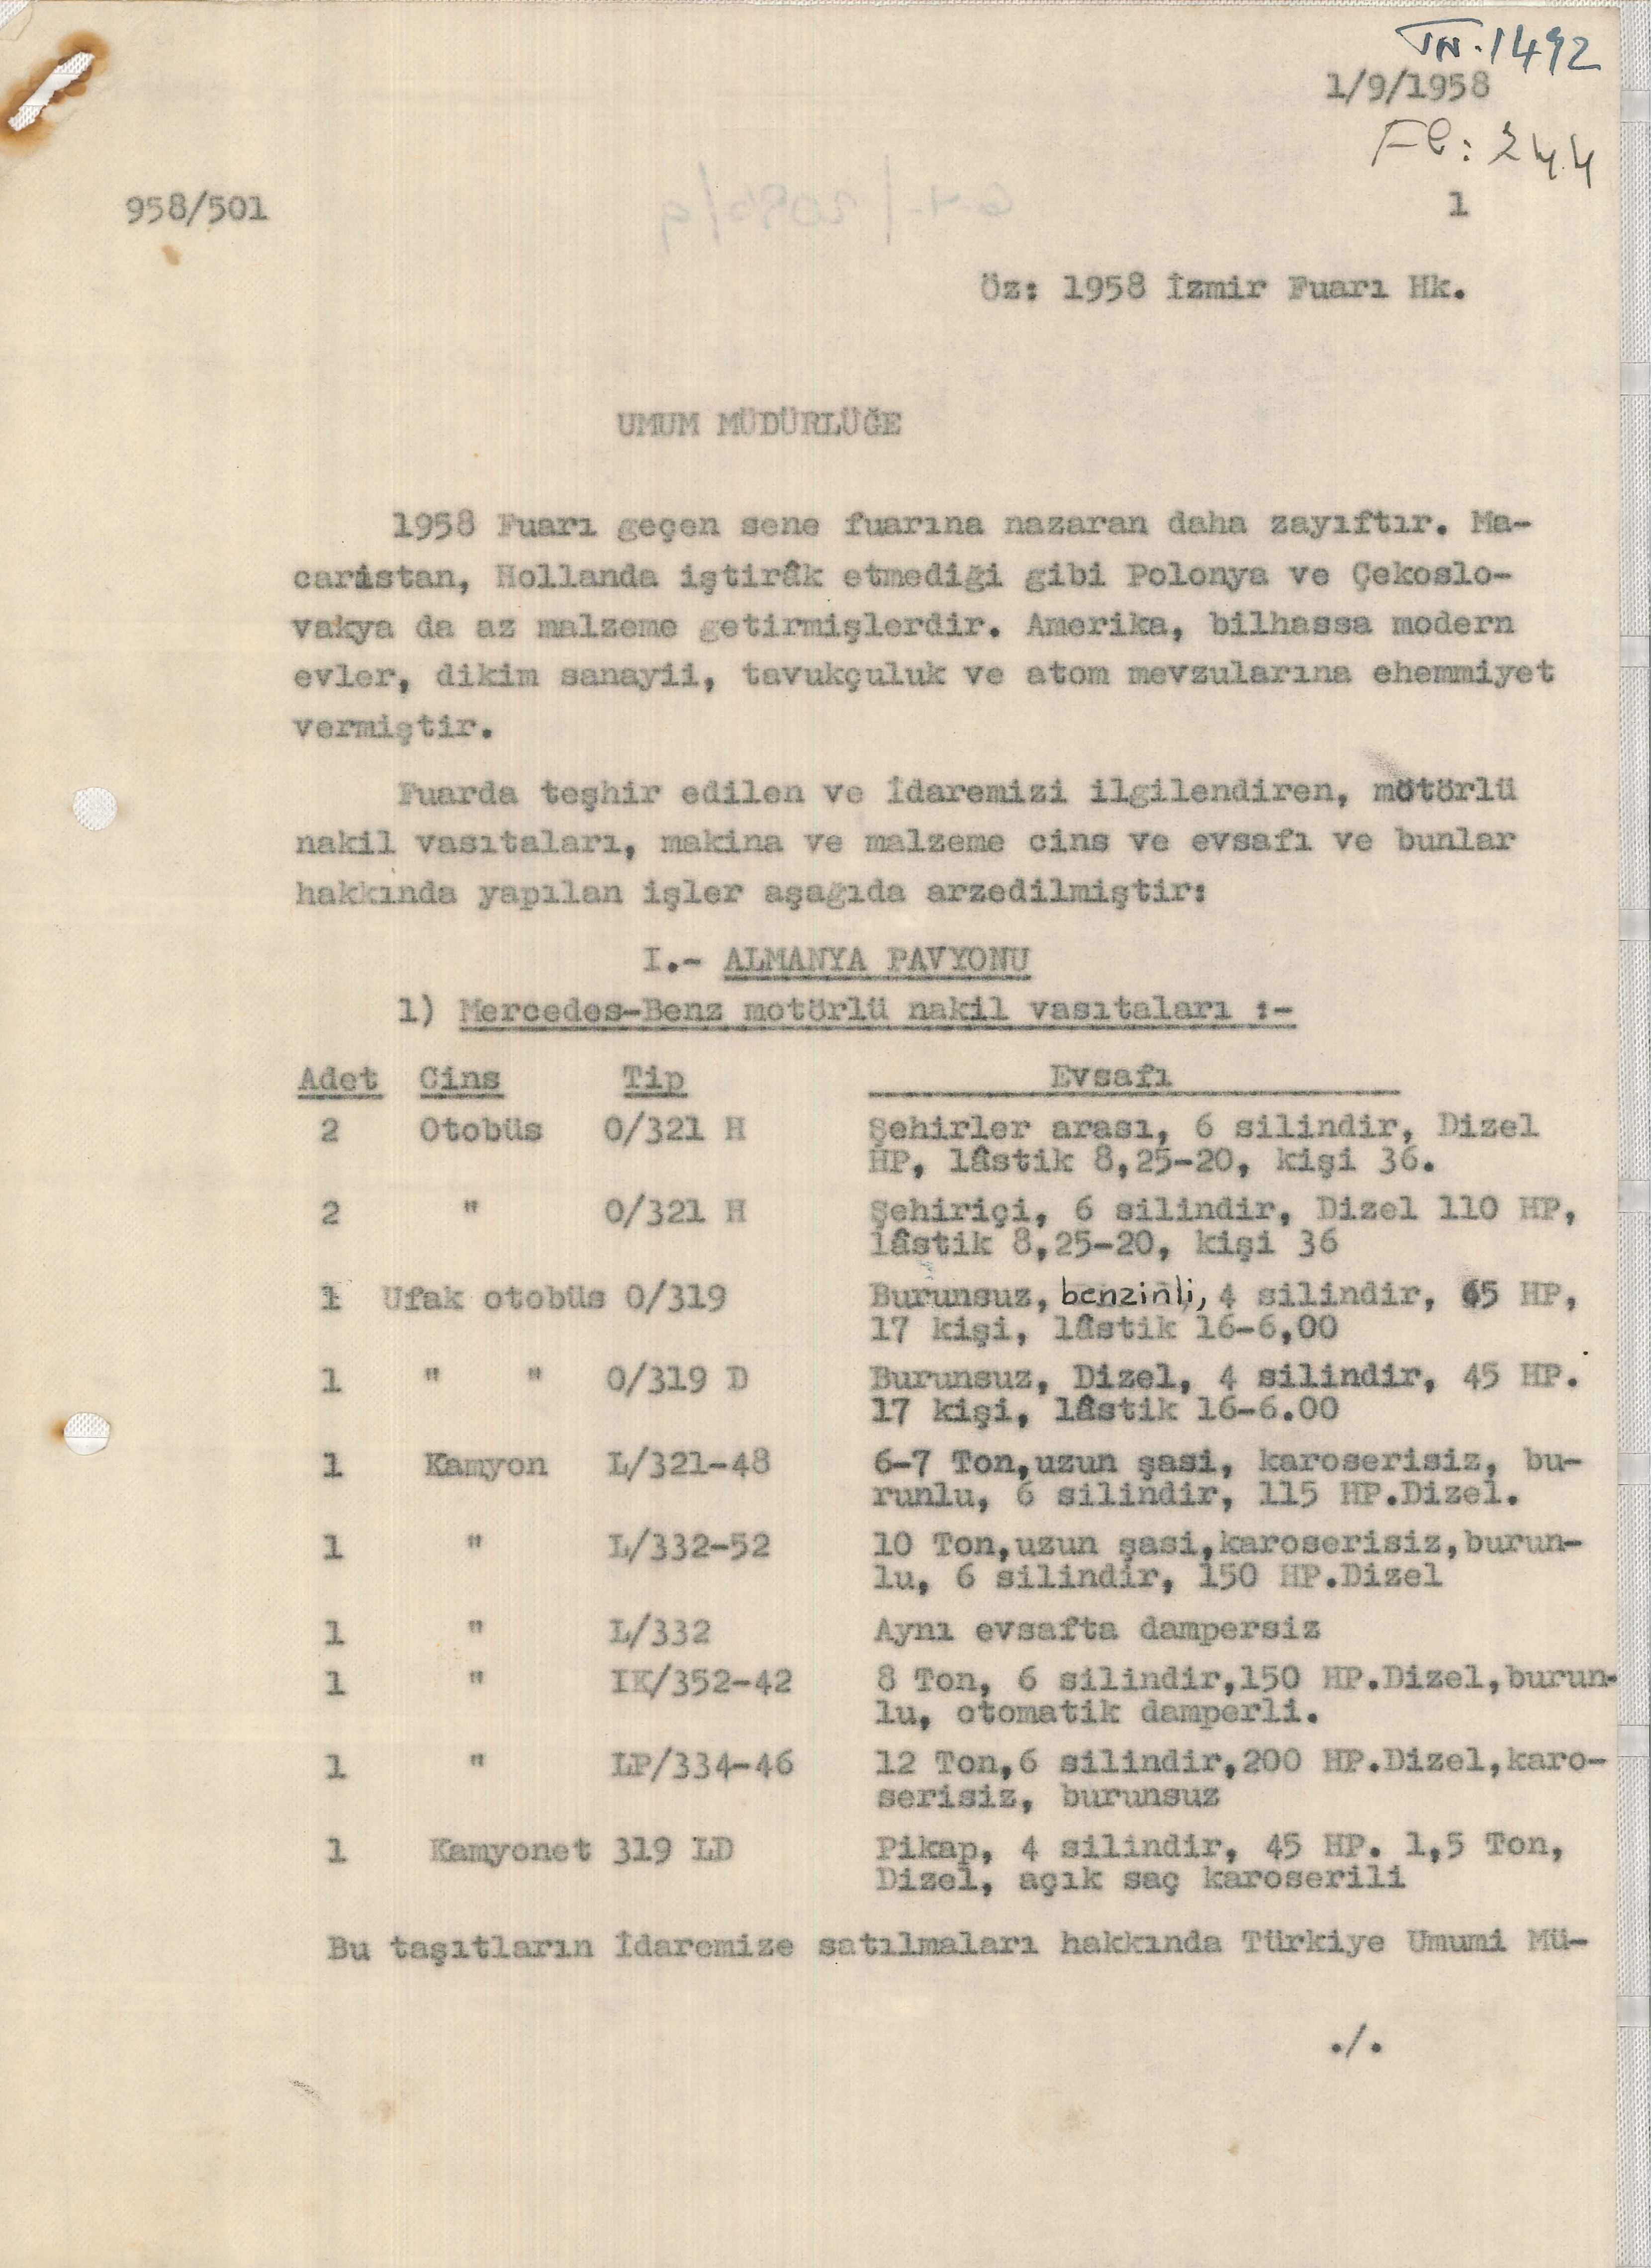 TN.1492
1/9/1958
Fl: 244
958/501
1
Öz: 1958 İzmir Fuarı Hk.
UMUM MÜDÜRLÜĞE
1958 Fuarı geçen sene fuarına nazaran daha zayıftır. Ma-
caristan, Hollanda iştirâk etmediği gibi Polonya ve Çekoslo-
vakya da az malzeme getirmişlerdir. Amerika, bilhassa modern
evler, dikim sanayii, tavukçuluk ve atom mevzularına ehemmiyet
vermiştir.
Fuarda teşhir edilen ve İdaremizi ilgilendiren, mötörlü
nakil vasıtaları, makina ve malzeme cins ve evsafı ve bunlar
hakkında yapılan işler aşağıda arzedilmiştir:
I.- ALMANYA PAVYONU
1) Mercedes-Benz motörlü nakil vasıtaları :-
Adet Cins Tip Evsafı
2 Otobüs O/321 H Şehirler arası, 6 silindir, Dizel
HP, lâstik 8,25-20, kişi 36.
2 " O/321 H Şehiriçi, 6 silindir, Dizel 110 HP,
lâstik 8,25-20, kişi 36
1 Ufak otobüs O/319 Burunsuz, benzinli, 4 silindir, 65 HP,
17 kişi, lâstik 16-6,00
1 " " O/319 D Burunsuz, Dizel, 4 silindir, 45 HP.
17 kişi, lâstik 16-6.00
1 Kamyon L/321-48 6-7 Ton,uzun şasi, karoserisiz, bu-
runlu, 6 silindir, 115 HP.Dizel.
1 " L/332-52 10 Ton,uzun şasi,karoserisiz,burun-
lu, 6 silindir, 150 HP.Dizel
1 " L/332 Aynı evsafta dampersiz
1 " IK/352-42 8 Ton, 6 silindir,150 HP.Dizel,burun-
lu, otomatik damperli.
1 " LP/334-46 12 Ton,6 silindir,200 HP.Dizel,karo-
serisiz, burunsuz
1 Kamyonet 319 LD Pikap, 4 silindir, 45 HP. 1,5 Ton,
Dizel, açık saç karoserili
Bu taşıtların İdaremize satılmaları hakkında Türkiye Umumi Mü-
./.